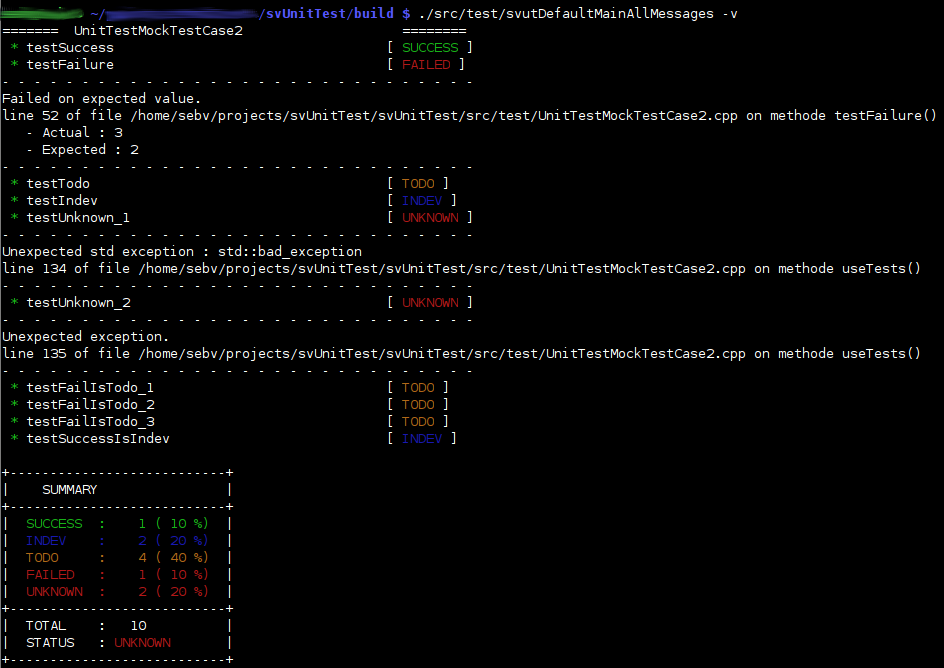 ~/ /svUnitTest/build $ ./src/test/svutDefaultMainAllMessages -v
=======  UnitTestMockTestCase2                    ========
 * testSuccess                                  [ SUCCESS ]
 * testFailure                                  [ FAILED ]
- - - - - - - - - - - - - - - - - - - - - - - - - - - - - -
Failed on expected value.
line 52 of file /home/sebv/projects/svUnitTest/svUnitTest/src/test/UnitTestMockTestCase2.cpp on methode testFailure()
   - Actual : 3
   - Expected : 2
- - - - - - - - - - - - - - - - - - - - - - - - - - - - - -
 * testTodo                                     [ TODO ]
 * testIndev                                    [ INDEV ]
 * testUnknown_1                                [ UNKNOWN ]
- - - - - - - - - - - - - - - - - - - - - - - - - - - - - -
Unexpected std exception : std::bad_exception
line 134 of file /home/sebv/projects/svUnitTest/svUnitTest/src/test/UnitTestMockTestCase2.cpp on methode useTests()
- - - - - - - - - - - - - - - - - - - - - - - - - - - - - -
 * testUnknown_2                                [ UNKNOWN ]
- - - - - - - - - - - - - - - - - - - - - - - - - - - - - -
Unexpected exception.
line 135 of file /home/sebv/projects/svUnitTest/svUnitTest/src/test/UnitTestMockTestCase2.cpp on methode useTests()
- - - - - - - - - - - - - - - - - - - - - - - - - - - - - -
 * testFailIsTodo_1                             [ TODO ]
 * testFailIsTodo_2                             [ TODO ]
 * testFailIsTodo_3                             [ TODO ]
 * testSuccessIsIndev                           [ INDEV ]
+---------------------------+
|    SUMMARY                |
+---------------------------+
|  SUCCESS  :    1 ( 10 %)  |
|  INDEV    :    2 ( 20 %)  |
|  TODO     :    4 ( 40 %)  |
|  FAILED   :    1 ( 10 %)  |
|  UNKNOWN  :    2 ( 20 %)  |
+---------------------------+
|  TOTAL    :   10          |
|  STATUS   : UNKNOWN       |
+---------------------------+